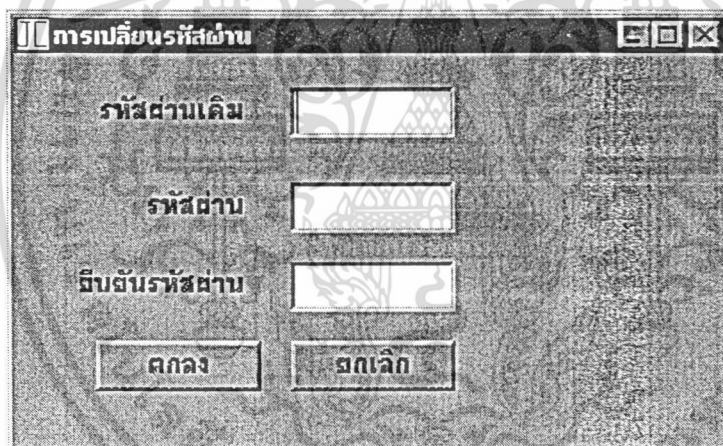 การเปลี่ยนรหัสผ่าน
รหัสผ่านเดิม
รหัสผ่าน
ยืนยันรหัสผ่าน
ตกลง
ยกเลิก